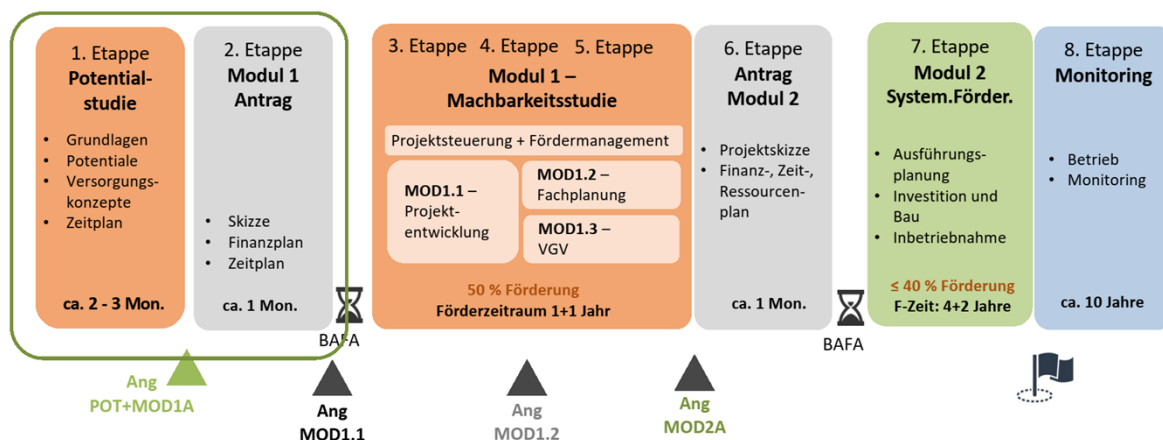 1. Etappe
Potential-
studie
• Grundlagen
• Potentiale
• Versorgungs-
konzepte
• Zeitplan
ca. 2 - 3 Mon.
2. Etappe
Modul 1
Antrag
• Skizze
• Finanzplan
• Zeitplan
ca. 1 Mon.
BAFA
3. Etappe 4. Etappe 5. Etappe
Modul 1 –
Machbarkeitsstudie
Projektsteuerung + Fördermanagement
MOD1.1 –
Projekt-
entwicklung
MOD1.2 –
Fachplanung
MOD1.3 –
VGV
50 % Förderung
Förderzeitraum 1+1 Jahr
6. Etappe
Antrag
Modul 2
• Projektskizze
• Finanz-, Zeit-,
Ressourcen-
plan
ca. 1 Mon.
BAFA
7. Etappe
Modul 2
System.Förder.
• Ausführungs-
planung
• Investition und
Bau
• Inbetriebnahme
≤ 40 % Förderung
F-Zeit: 4+2 Jahre
8. Etappe
Monitoring
• Betrieb
• Monitoring
ca. 10 Jahre
Ang
POT+MOD1A
Ang
MOD1.1
Ang
MOD1.2
Ang
MOD2A